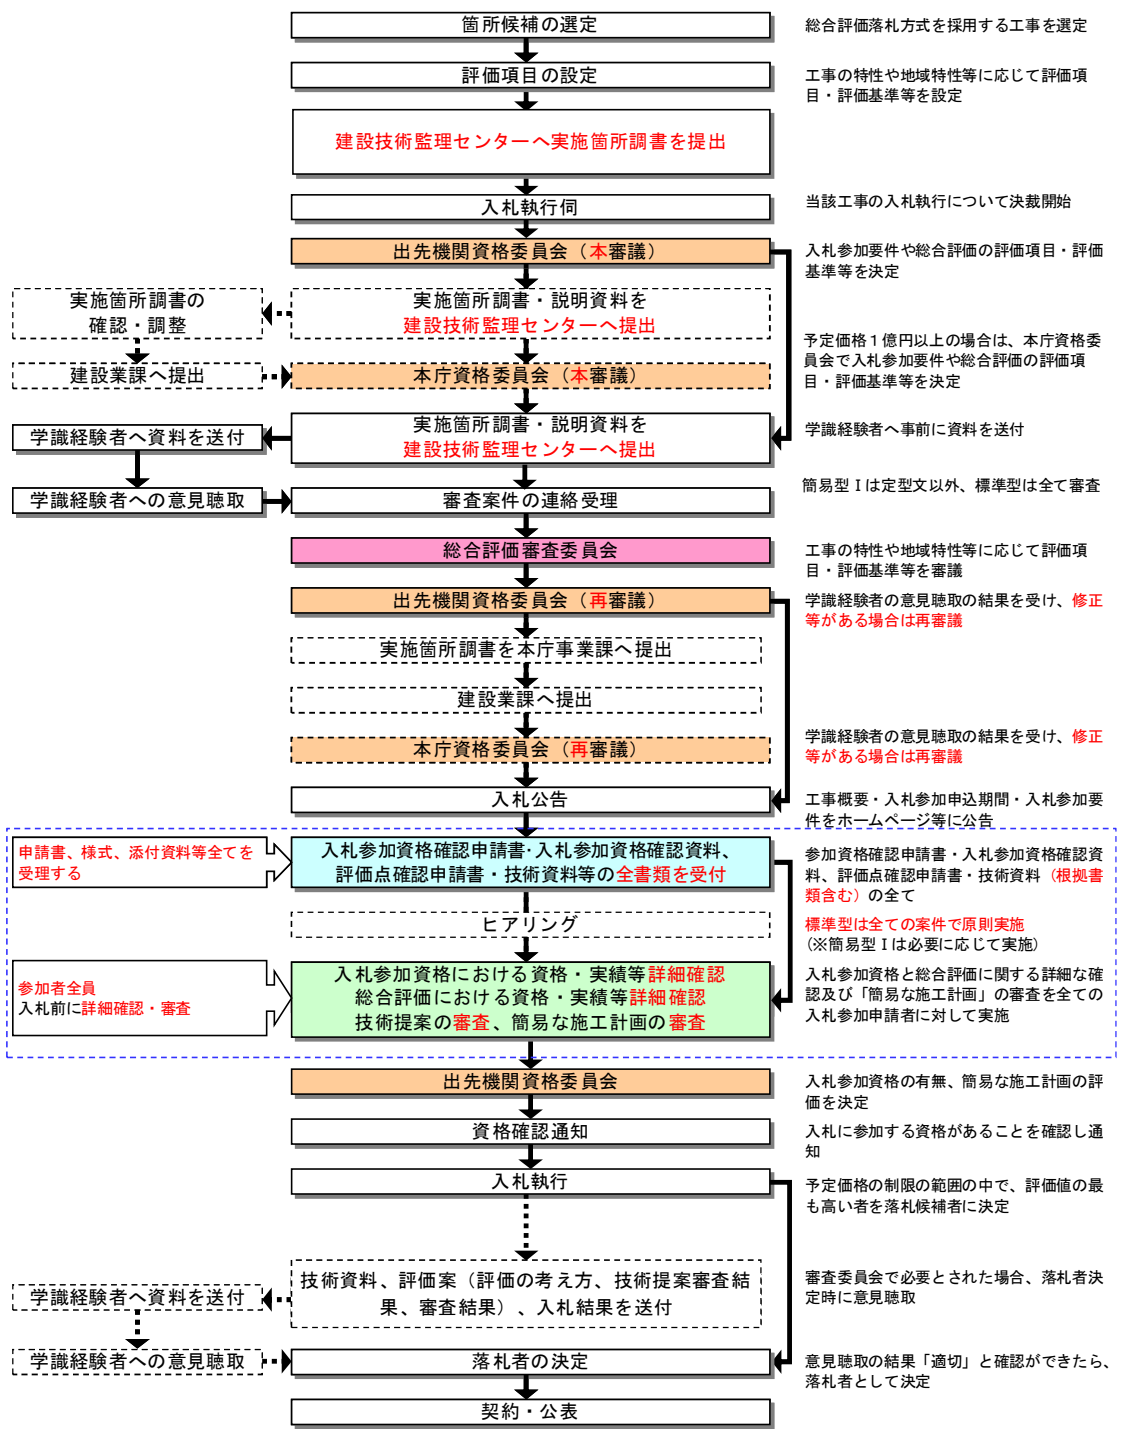 箇所候補の選定
総合評価落札方式を採用する工事を選定
評価項目の設定
工事の特性や地域特性等に応じて評価項
目・評価基準等を設定
建設技術監理センターへ実施箇所調書を提出
入札執行伺
当該工事の入札執行について決裁開始
出先機関資格委員会（本審議）
入札参加要件や総合評価の評価項目・評価
基準等を決定
実施箇所調書の
確認・調整
実施箇所調書・説明資料を
建設技術監理センターへ提出
建設業課へ提出
本庁資格委員会（本審議）
予定価格１億円以上の場合は、本庁資格委
員会で入札参加要件や総合評価の評価項
目・評価基準等を決定
学識経験者へ資料を送付
実施箇所調書・説明資料を
建設技術監理センターへ提出
学識経験者へ事前に資料を送付
学識経験者への意見聴取
審査案件の連絡受理
簡易型Ⅰは定型文以外、標準型は全て審査
総合評価審査委員会
工事の特性や地域特性等に応じて評価項
目・評価基準等を審議
出先機関資格委員会（再審議）
学識経験者の意見聴取の結果を受け、修正
等がある場合は再審議
実施箇所調書を本庁事業課へ提出
建設業課へ提出
本庁資格委員会（再審議）
学識経験者の意見聴取の結果を受け、修正
等がある場合は再審議
入札公告
工事概要・入札参加申込期間・入札参加要
件をホームページ等に公告
申請書、様式、添付資料等全てを
受理する
入札参加資格確認申請書・入札参加資格確認資料、
評価点確認申請書・技術資料等の全書類を受付
参加資格確認申請書・入札参加資格確認資
料、評価点確認申請書・技術資料（根拠書
類含む）の全て
ヒアリング
標準型は全ての案件で原則実施
（※簡易型Ⅰは必要に応じて実施）
参加者全員
入札前に詳細確認・審査
入札参加資格における資格・実績等詳細確認
総合評価における資格・実績等詳細確認
技術提案の審査、簡易な施工計画の審査
入札参加資格と総合評価に関する詳細な確
認及び「簡易な施工計画」の審査を全ての
入札参加申請者に対して実施
出先機関資格委員会
入札参加資格の有無、簡易な施工計画の評
価を決定
資格確認通知
入札に参加する資格があることを確認し通
知
入札執行
予定価格の制限の範囲の中で、評価値の最
も高い者を落札候補者に決定
学識経験者へ資料を送付
技術資料、評価案（評価の考え方、技術提案審査結
果、審査結果）、入札結果を送付
審査委員会で必要とされた場合、落札者決
定時に意見聴取
学識経験者への意見聴取
落札者の決定
意見聴取の結果「適切」と確認ができたら、
落札者として決定
契約・公表